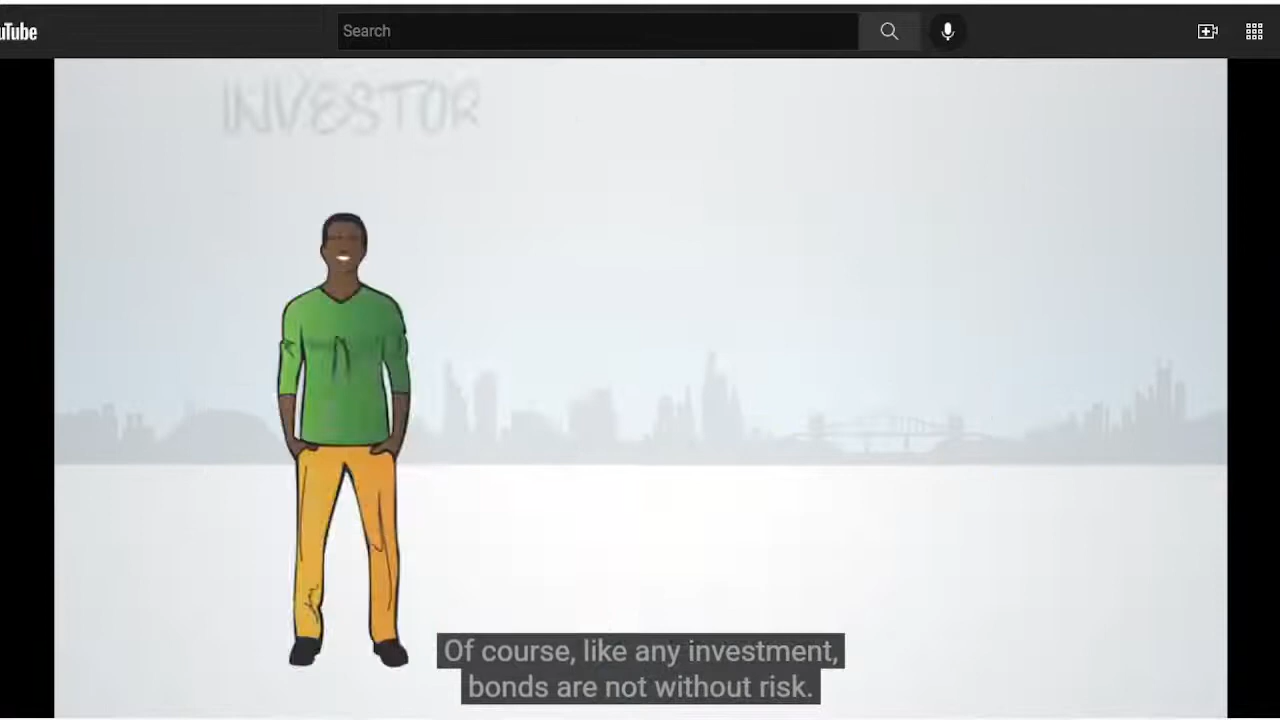 uTube
Search
INVESTOR
Of course, like any investment,
bonds are not without risk.